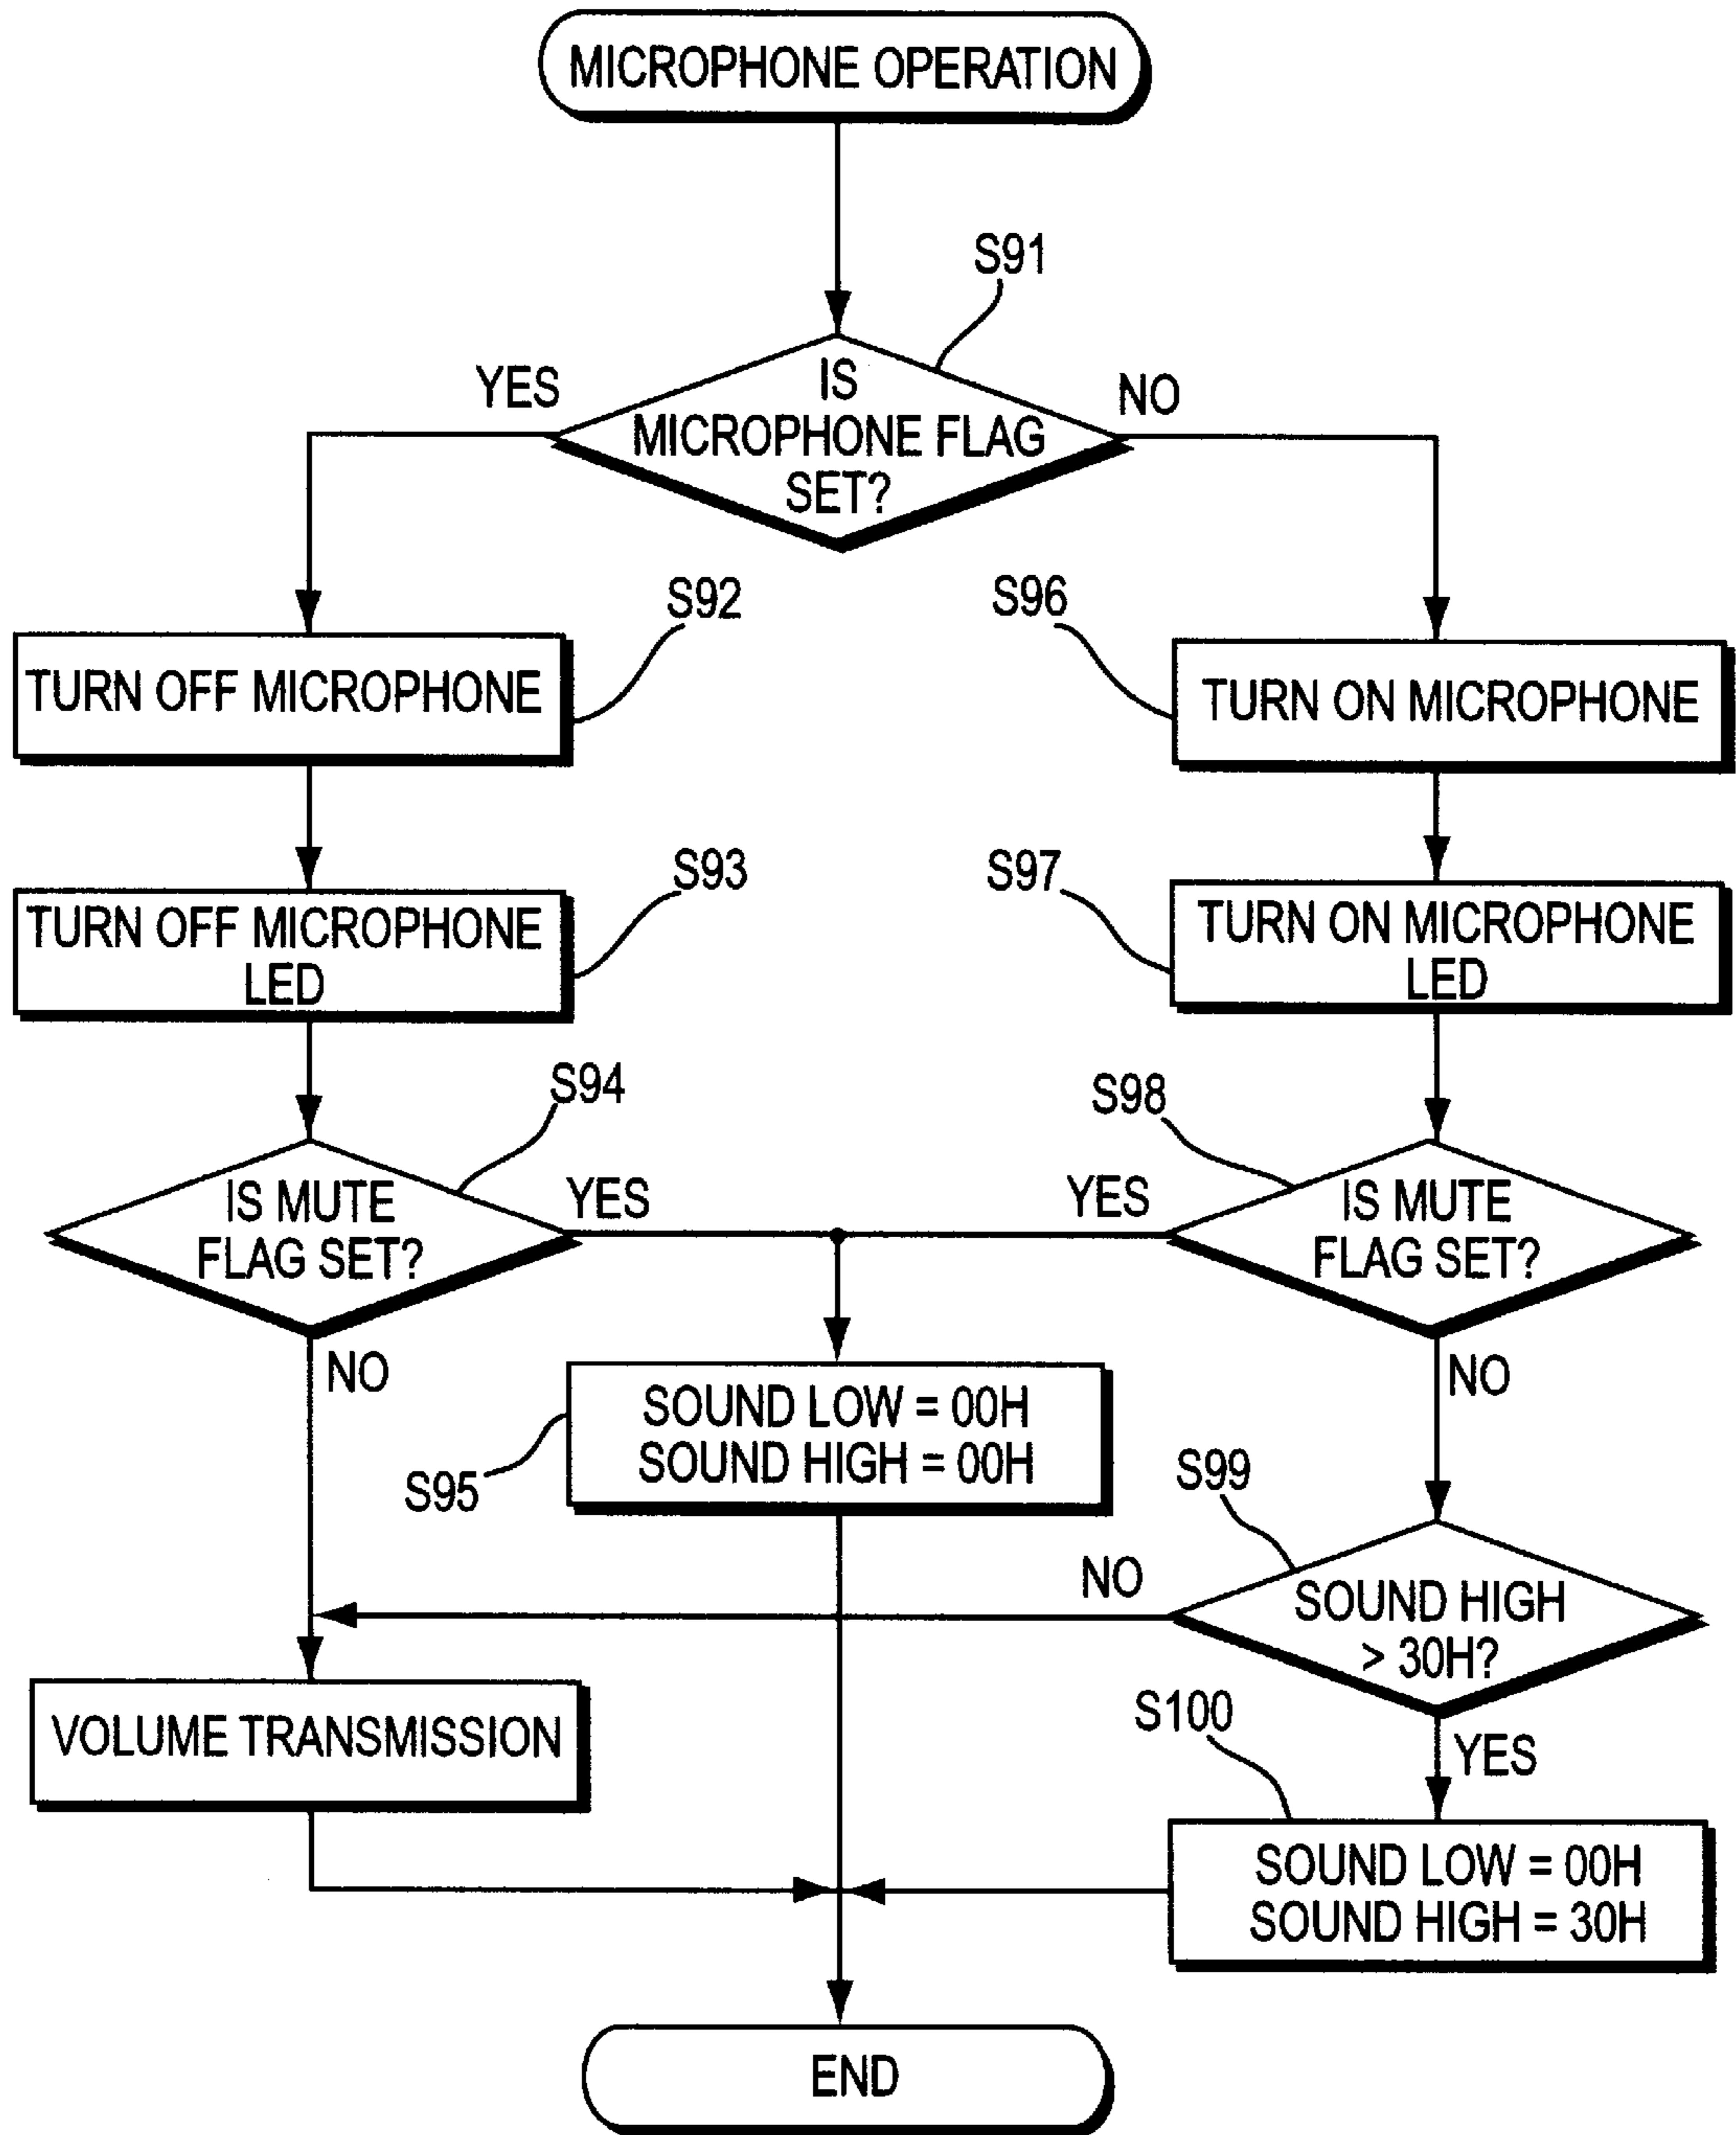 MICROPHONE OPERATION
S91
YES
IS
MICROPHONE FLAG
SET?
NO
S92
TURN OFF MICROPHONE
S96
TURN ON MICROPHONE
S93
TURN OFF MICROPHONE
LED
S97
TURN ON MICROPHONE
LED
S94
IS MUTE
FLAG SET?
YES
NO
S98
YES
IS MUTE
FLAG SET?
NO
SOUND LOW = 00H
SOUND HIGH = 00H
S95
S99
NO
SOUND HIGH
> 30H?
YES
VOLUME TRANSMISSION
S100
SOUND LOW = 00H
SOUND HIGH = 30H
END